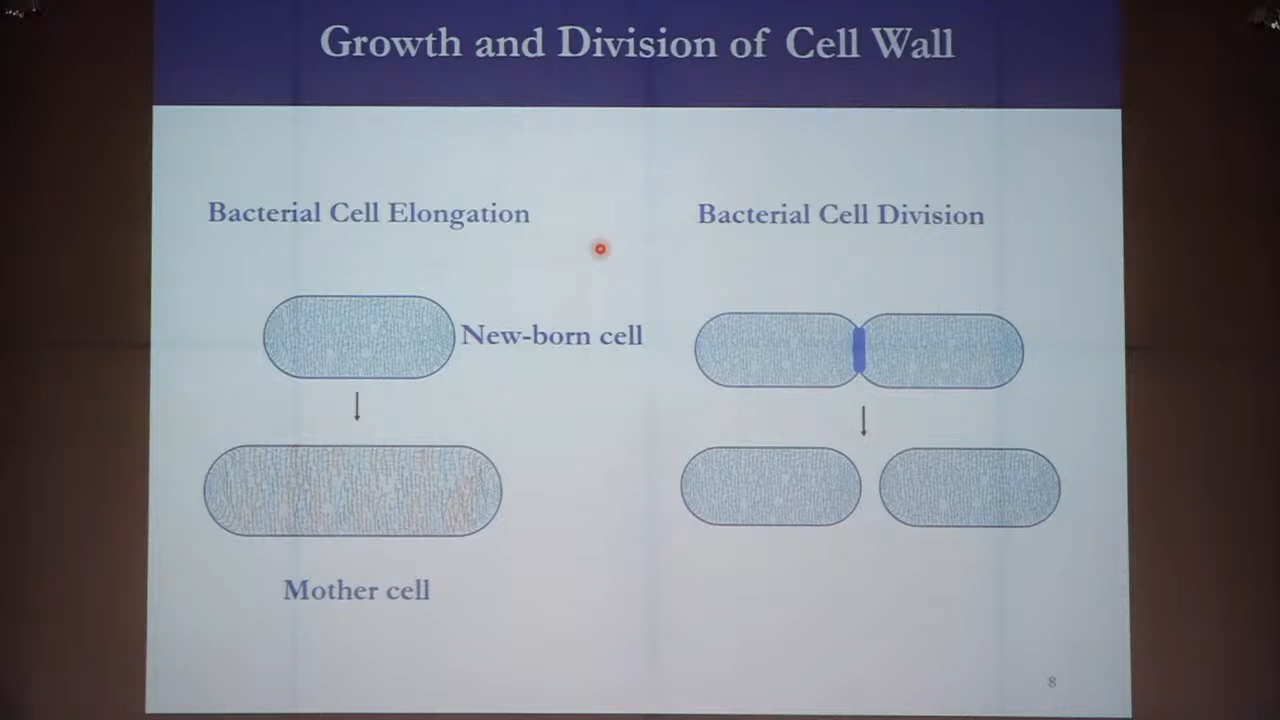 Growth and Division of Cell Wall
Bacterial Cell Elongation
Bacterial Cell Division
New-born cell
Mother cell
8